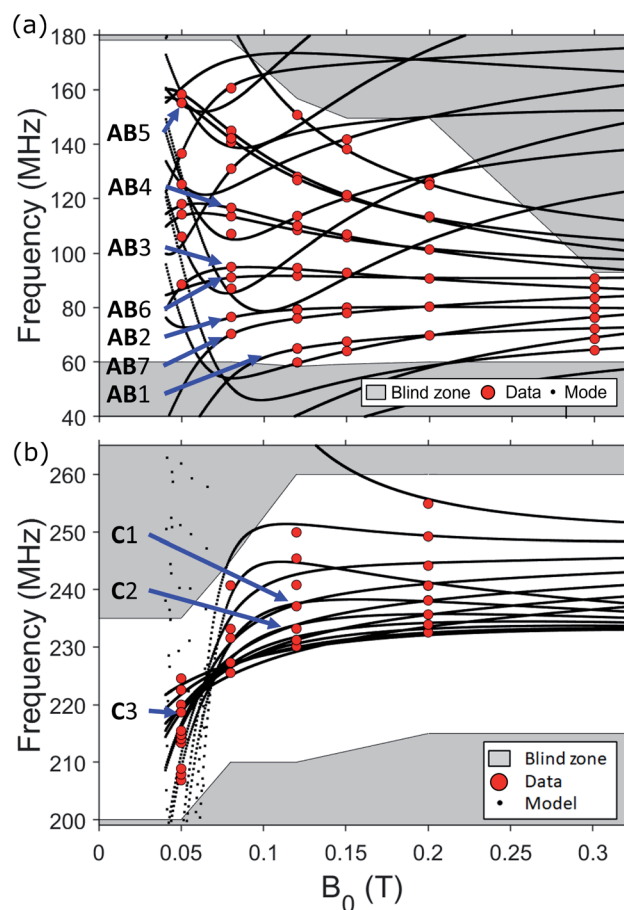 (a)
180
160
140
120
100
80
60
40
Frequency (MHz)
AB5
AB4
AB3
AB6
AB2
AB7
AB1
Blind zone
Data
Mode
(b)
260
250
240
230
220
210
200
Frequency (MHz)
C1
C2
C3
Blind zone
Data
Model
0
0.05
0.1
0.15
0.2
0.25
0.3
B0 (T)